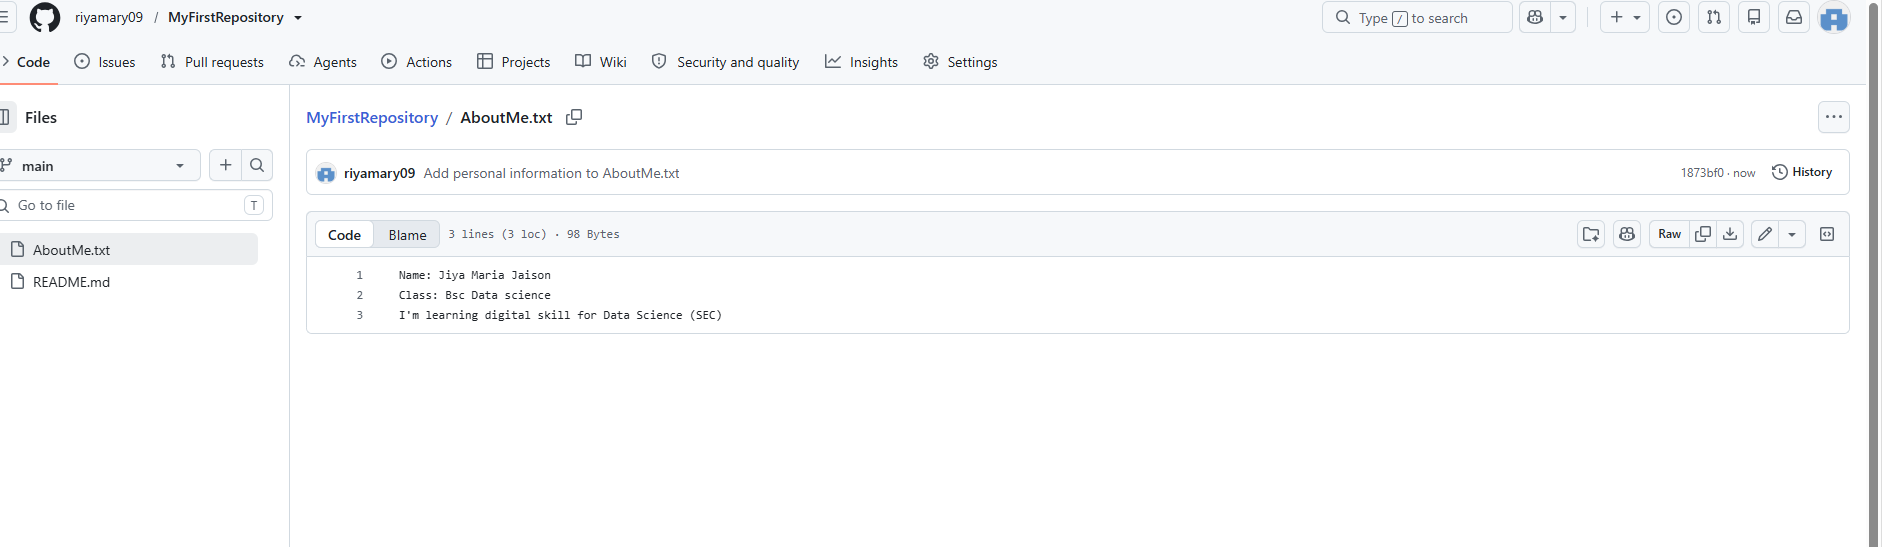 riyamary09 / MyFirstRepository
Type / to search
Code Issues Pull requests Agents Actions Projects Wiki Security and quality Insights Settings
Files
MyFirstRepository / AboutMe.txt
main
riyamary09 Add personal information to AboutMe.txt
1873bf0 · now History
Go to file T
Code Blame 3 lines (3 loc) · 98 Bytes
Raw
AboutMe.txt
README.md
1 Name: Jiya Maria Jaison
2 Class: Bsc Data science
3 I'm learning digital skill for Data Science (SEC)